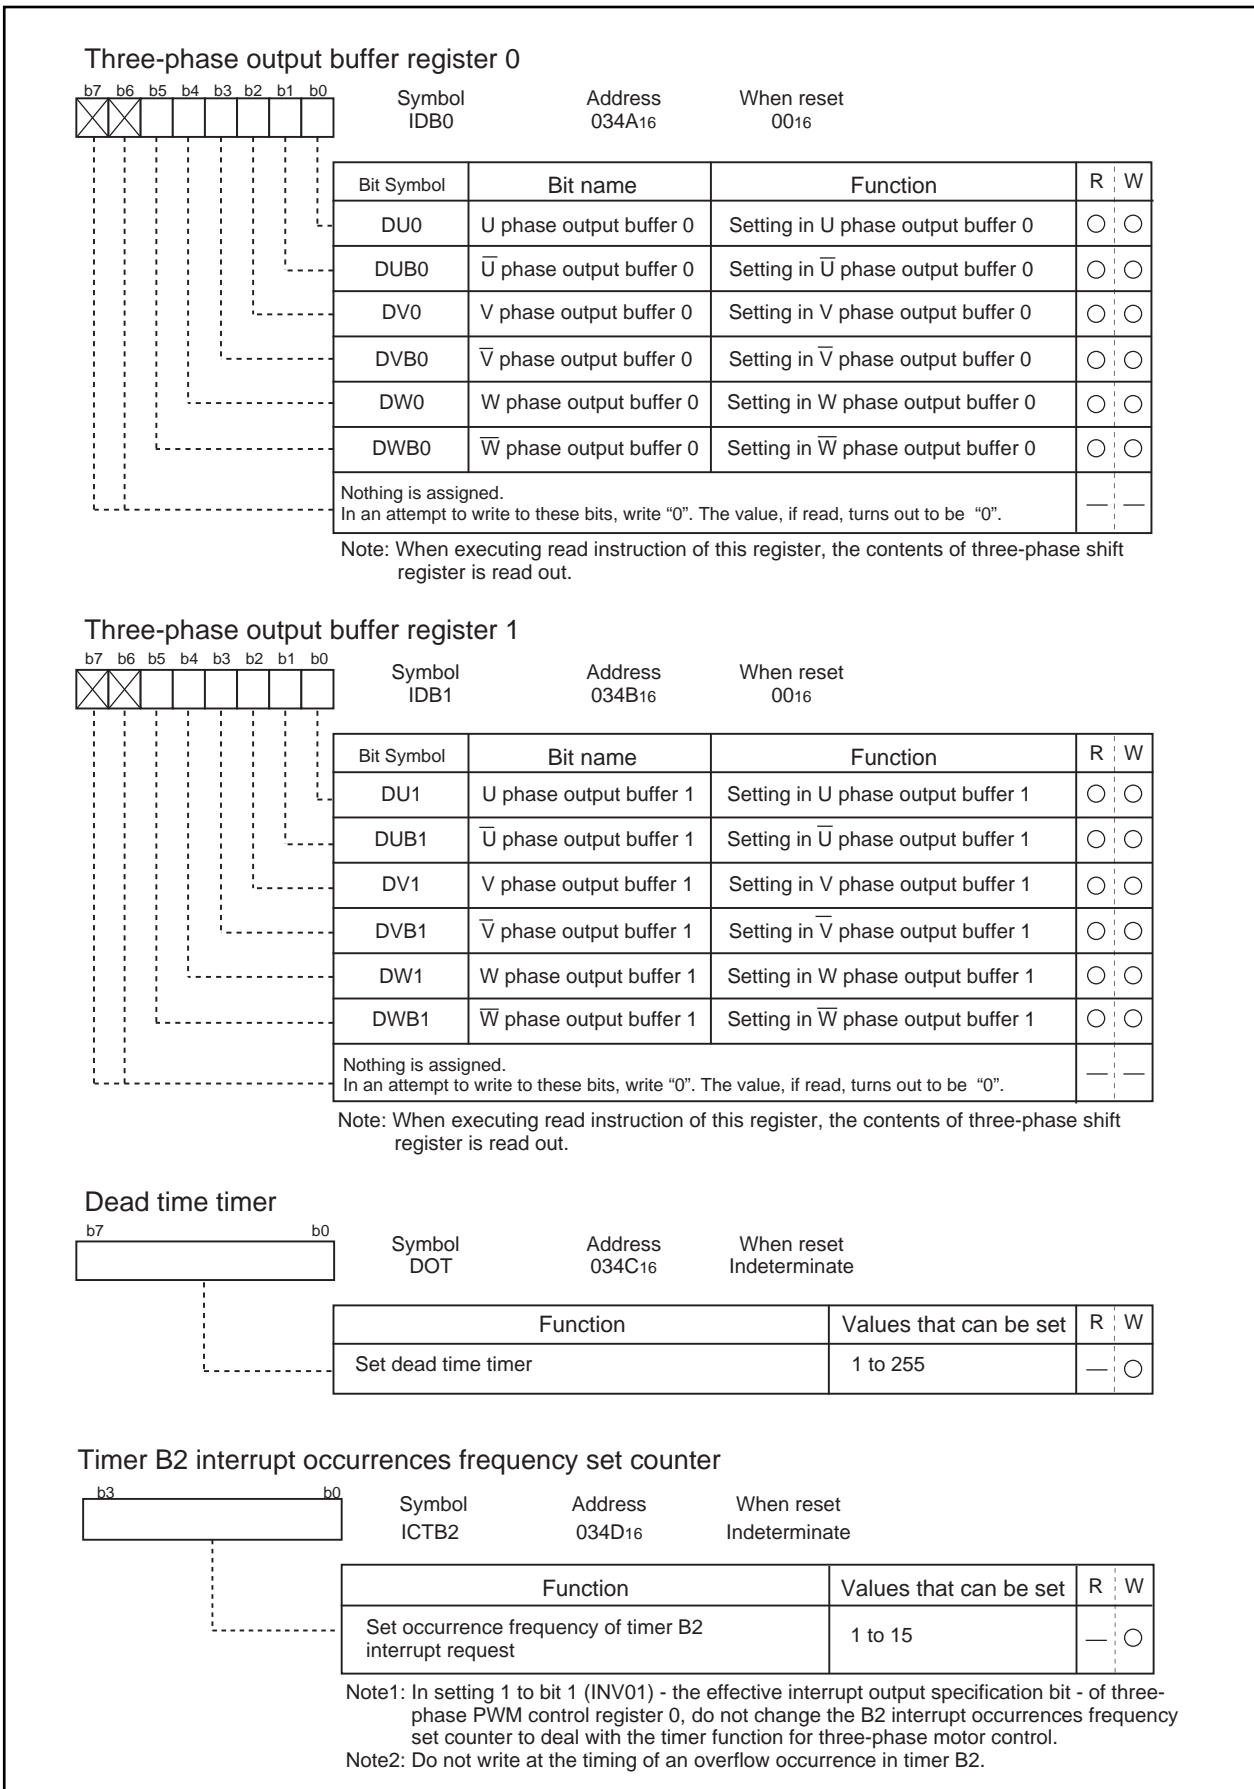 Three-phase output buffer register 0
b7 b6 b5 b4 b3 b2 b1 b0
Symbol Address When reset
IDB0 034A16 0016
Bit Symbol Bit name Function R W
DU0 U phase output buffer 0 Setting in U phase output buffer 0
DUB0 U̅ phase output buffer 0 Setting in U̅ phase output buffer 0
DV0 V phase output buffer 0 Setting in V phase output buffer 0
DVB0 V̅ phase output buffer 0 Setting in V̅ phase output buffer 0
DW0 W phase output buffer 0 Setting in W phase output buffer 0
DWB0 W̅ phase output buffer 0 Setting in W̅ phase output buffer 0
Nothing is assigned.
In an attempt to write to these bits, write “0”. The value, if read, turns out to be “0”. — —
Note: When executing read instruction of this register, the contents of three-phase shift
register is read out.
Three-phase output buffer register 1
b7 b6 b5 b4 b3 b2 b1 b0
Symbol Address When reset
IDB1 034B16 0016
Bit Symbol Bit name Function R W
DU1 U phase output buffer 1 Setting in U phase output buffer 1
DUB1 U̅ phase output buffer 1 Setting in U̅ phase output buffer 1
DV1 V phase output buffer 1 Setting in V phase output buffer 1
DVB1 V̅ phase output buffer 1 Setting in V̅ phase output buffer 1
DW1 W phase output buffer 1 Setting in W phase output buffer 1
DWB1 W̅ phase output buffer 1 Setting in W̅ phase output buffer 1
Nothing is assigned.
In an attempt to write to these bits, write “0”. The value, if read, turns out to be “0”. — —
Note: When executing read instruction of this register, the contents of three-phase shift
register is read out.
Dead time timer
b7 b0
Symbol Address When reset
DOT 034C16 Indeterminate
Function Values that can be set R W
Set dead time timer 1 to 255 —
Timer B2 interrupt occurrences frequency set counter
b3 b0
Symbol Address When reset
ICTB2 034D16 Indeterminate
Function Values that can be set R W
Set occurrence frequency of timer B2
interrupt request 1 to 15 —
Note1: In setting 1 to bit 1 (INV01) - the effective interrupt output specification bit - of three-
phase PWM control register 0, do not change the B2 interrupt occurrences frequency
set counter to deal with the timer function for three-phase motor control.
Note2: Do not write at the timing of an overflow occurrence in timer B2.